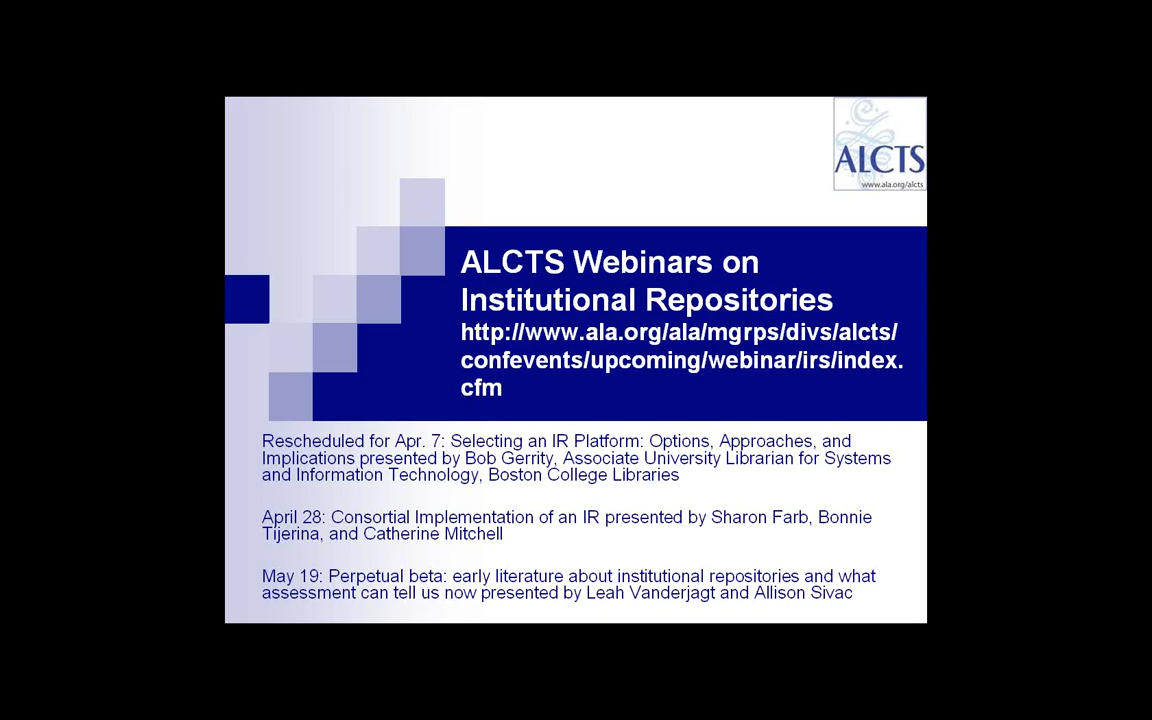 ALCTS
www.ala.org/alcts
ALCTS Webinars on
Institutional Repositories
http://www.ala.org/ala/mgrps/divs/alcts/
confevents/upcoming/webinar/irs/index.
cfm
Rescheduled for Apr. 7: Selecting an IR Platform: Options, Approaches, and
Implications presented by Bob Gerrity, Associate University Librarian for Systems
and Information Technology, Boston College Libraries
April 28: Consortial Implementation of an IR presented by Sharon Farb, Bonnie
Tijerina, and Catherine Mitchell
May 19: Perpetual beta: early literature about institutional repositories and what
assessment can tell us now presented by Leah Vanderjagt and Allison Sivac